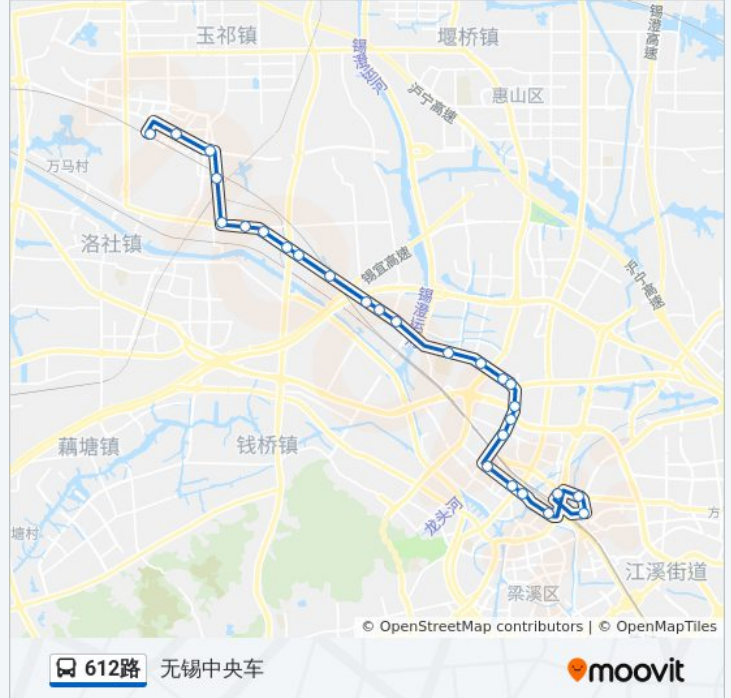 玉祁镇
堰桥镇
锡澄高速
锡澄运河
沪宁高速
惠山区
万马村
洛社镇
锡宜高速
沪宁高速
锡澄运
藕塘镇
钱桥镇
龙头河
塘村
方
江溪街道
梁溪区
© OpenStreetMap contributors | © OpenMapTiles
612路 无锡中央车
moovit